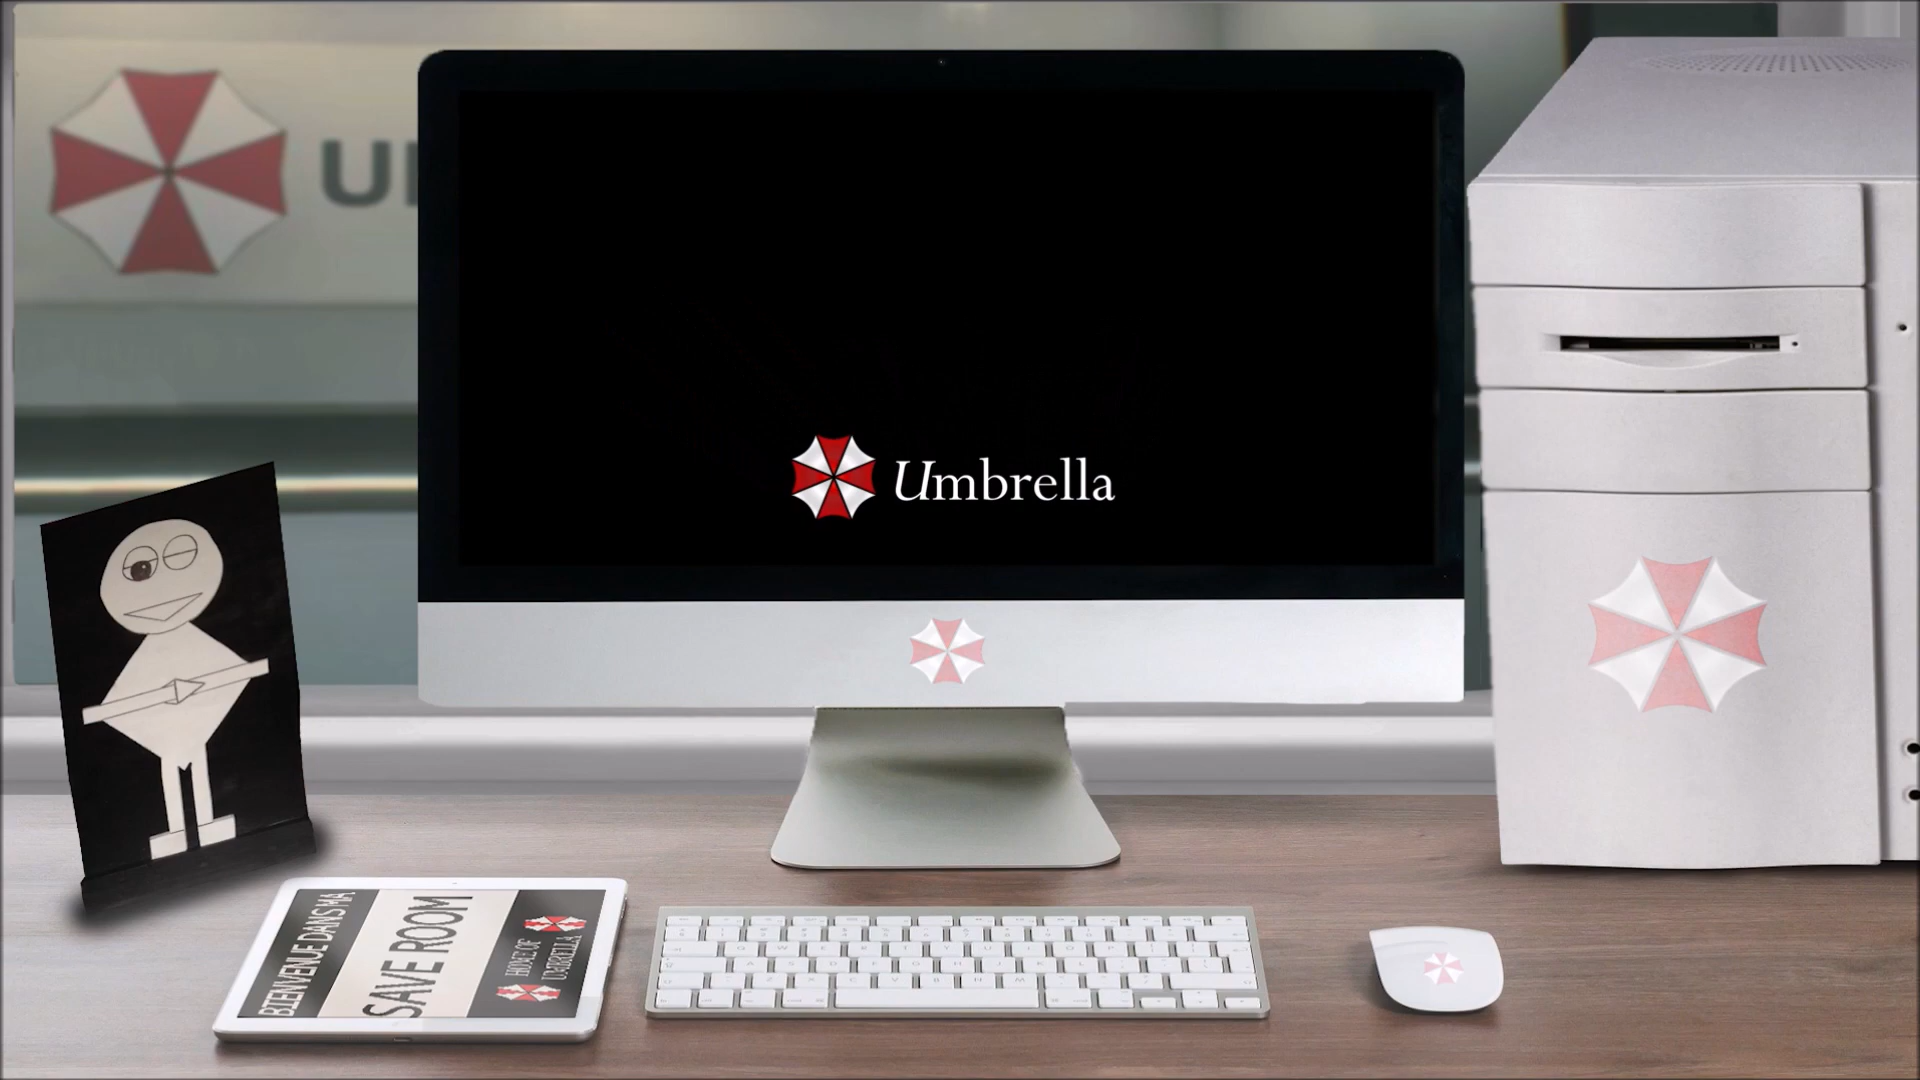 U
Umbrella
BIENVENUE DANS MA
SAVE ROOM
HOME OF
UMBRELLA